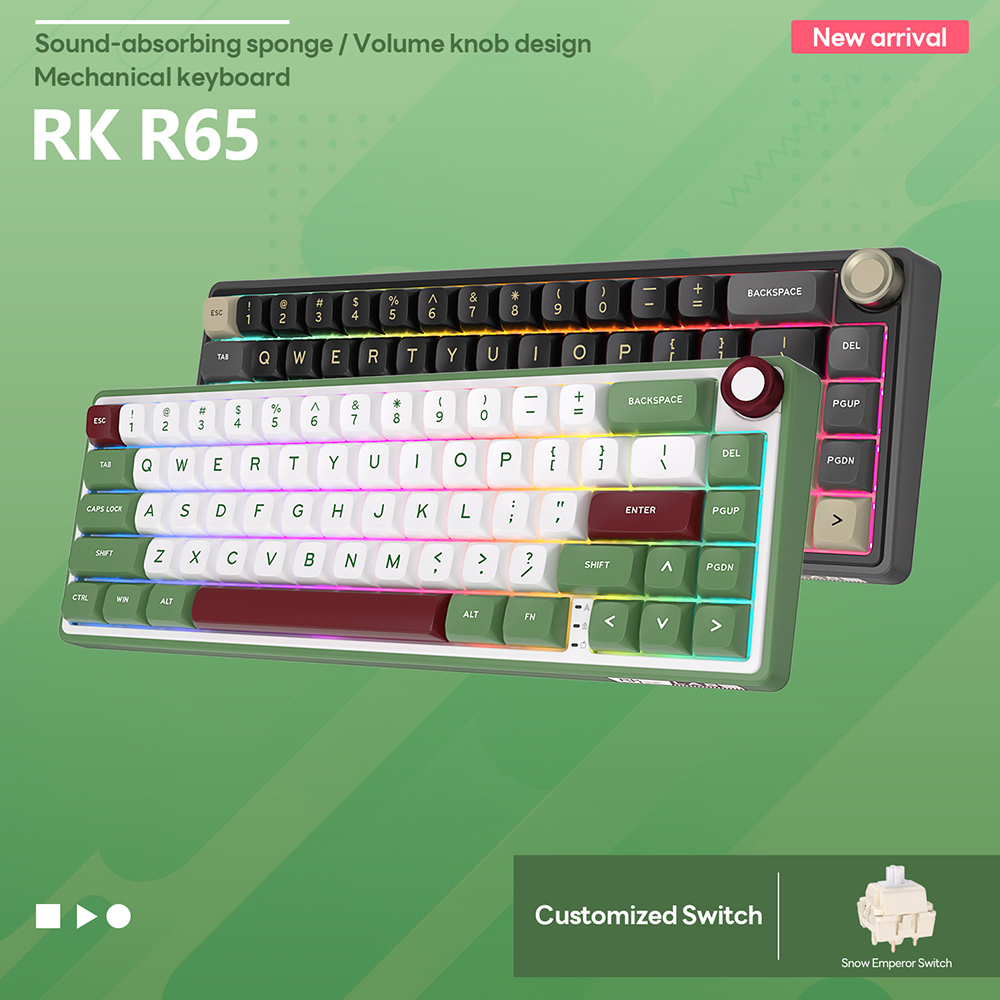 Sound-absorbing sponge / Volume knob design
Mechanical keyboard
New arrival
RK R65
ESC ! 1 @ 2 # 3 $ 4 % 5 ^ 6 & 7 * 8 ( 9 ) 0 — - + = BACKSPACE
TAB Q W E R T Y U I O P { [ } ] | DEL
PGUP
PGDN
>
ESC ! 1 @ 2 # 3 $ 4 % 5 ^ 6 & 7 * 8 ( 9 ) 0 — - + = BACKSPACE
TAB Q W E R T Y U I O P { [ } ] | \ DEL
CAPS LOCK A S D F G H J K L : ; " ' ENTER PGUP
SHIFT Z X C V B N M < , > . ? / SHIFT ^ PGDN
CTRL WIN ALT ALT FN < v >
Customized Switch
Snow Emperor Switch